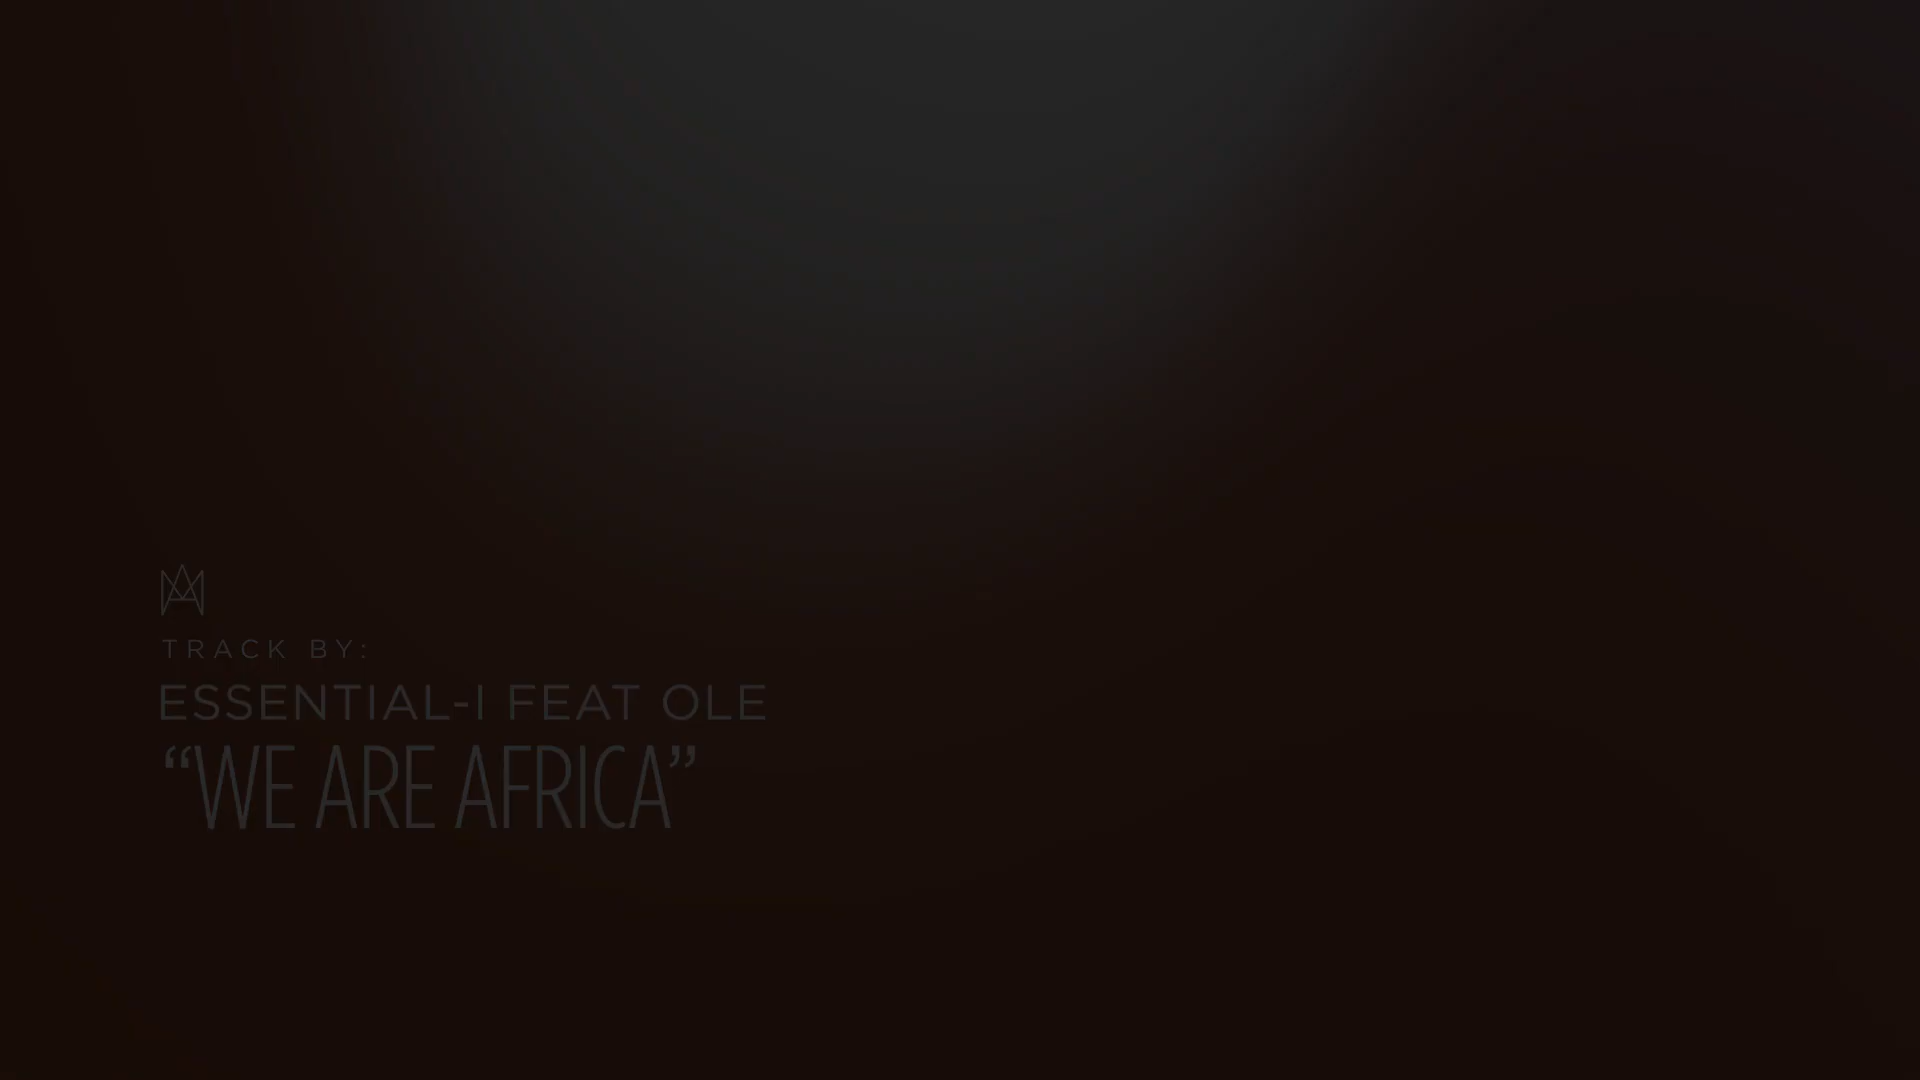 TRACK BY:
ESSENTIAL-I FEAT OLE
“WE ARE AFRICA”